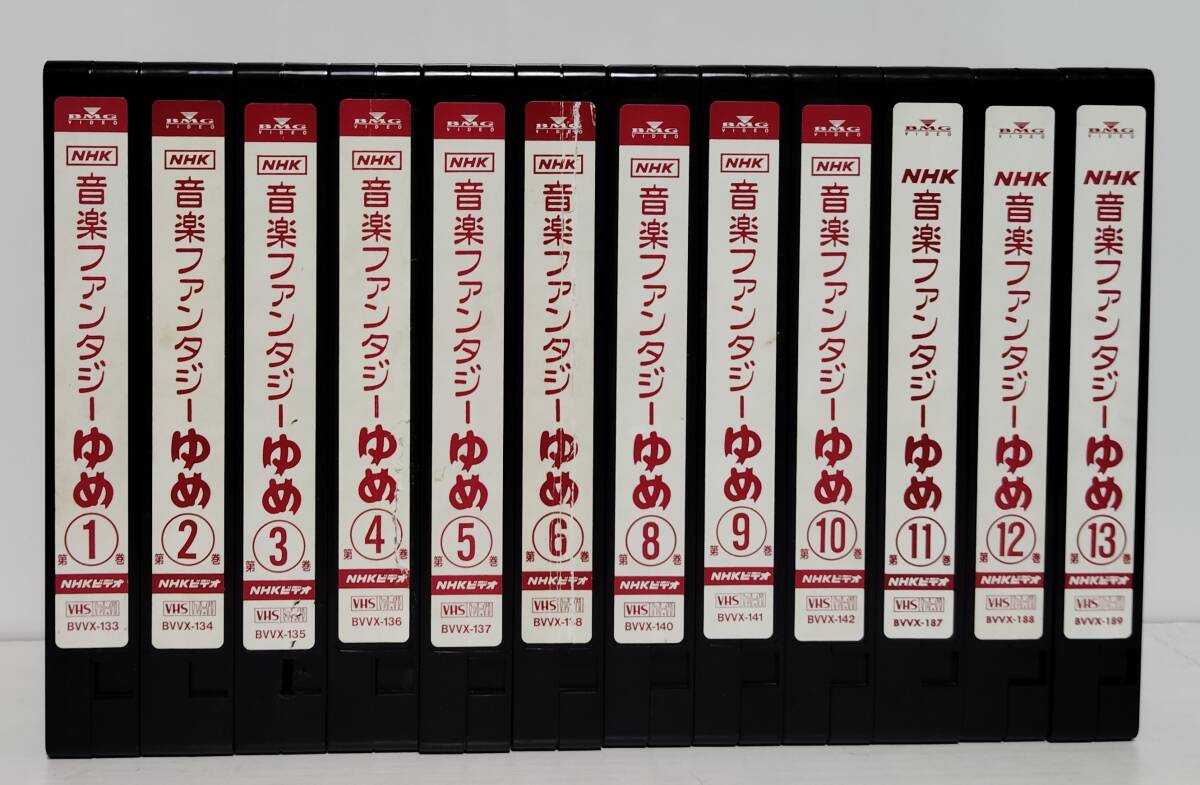 BMG
VIDEO
NHK
音楽ファンタジーゆめ
第1巻
NHKビデオ
VHS
BVVX-133
BMG
VIDEO
NHK
音楽ファンタジーゆめ
第2巻
NHKビデオ
VHS
BVVX-134
BMG
VIDEO
NHK
音楽ファンタジーゆめ
第3巻
NHKビデオ
VHS
BVVX-135
BMG
VIDEO
NHK
音楽ファンタジーゆめ
第4巻
NHKビデオ
VHS
BVVX-136
BMG
VIDEO
NHK
音楽ファンタジーゆめ
第5巻
NHKビデオ
VHS
BVVX-137
BMG
VIDEO
NHK
音楽ファンタジーゆめ
第6巻
NHKビデオ
VHS
BMG
VIDEO
NHK
音楽ファンタジーゆめ
第8巻
NHKビデオ
VHS
BVVX-140
BMG
VIDEO
NHK
音楽ファンタジーゆめ
第9巻
NHKビデオ
VHS
BVVX-141
BMG
VIDEO
NHK
音楽ファンタジーゆめ
第10巻
NHKビデオ
VHS
BVVX-142
BMG
VIDEO
NHK
音楽ファンタジーゆめ
第11巻
NHKビデオ
VHS
BVVX-187
BMG
VIDEO
NHK
音楽ファンタジーゆめ
第12巻
NHKビデオ
VHS
BVVX-188
BMG
VIDEO
NHK
音楽ファンタジーゆめ
第13巻
NHKビデオ
VHS
BVVX-189